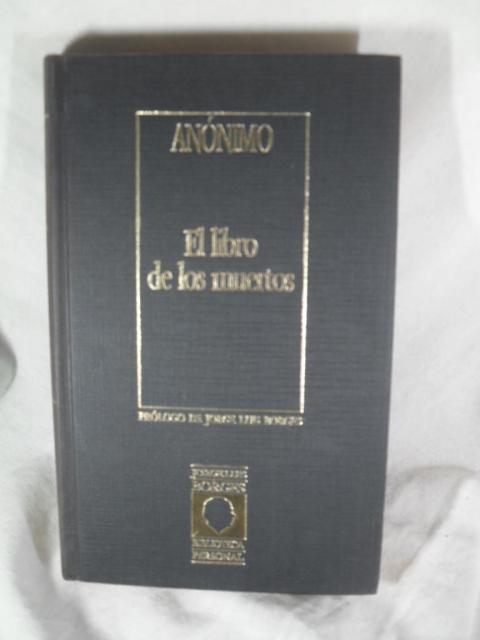 ANÓNIMO
El libro
de los muertos
PRÓLOGO DE JORGE LUIS BORGES
JORGE LUIS
BORGES
BIBLIOTECA
PERSONAL